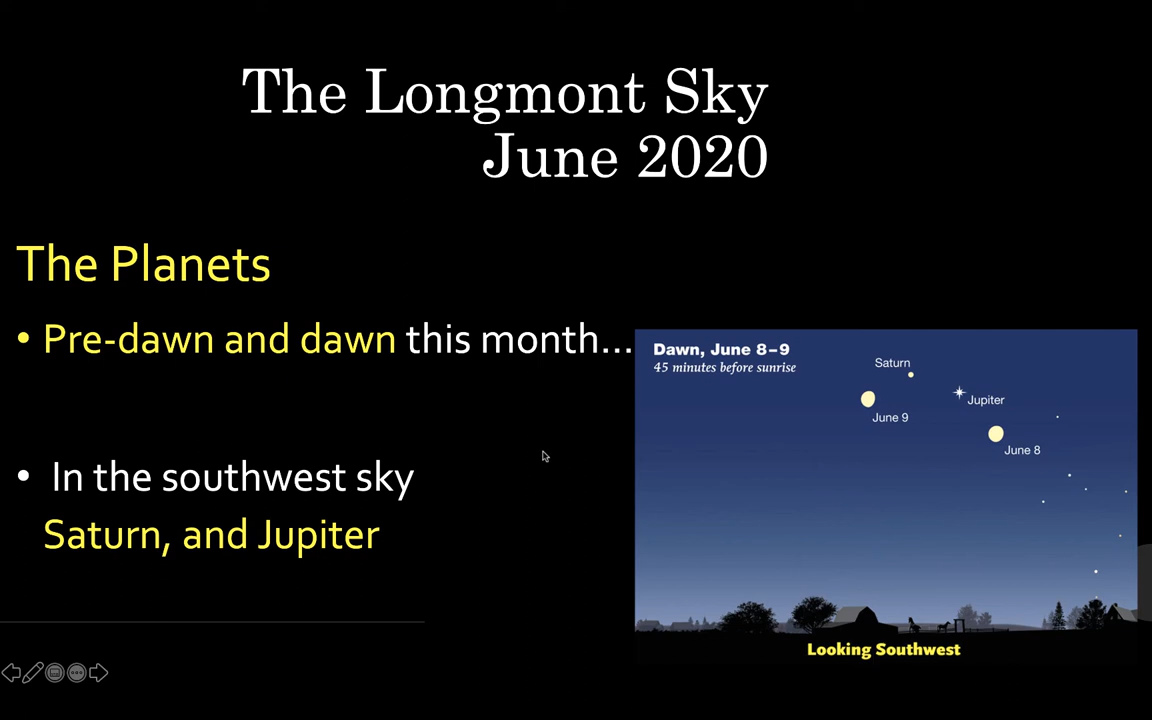 The Longmont Sky
June 2020
The Planets
• Pre-dawn and dawn this month...
• In the southwest sky
Saturn, and Jupiter
Dawn, June 8–9
45 minutes before sunrise
Saturn
Jupiter
June 9
June 8
Looking Southwest